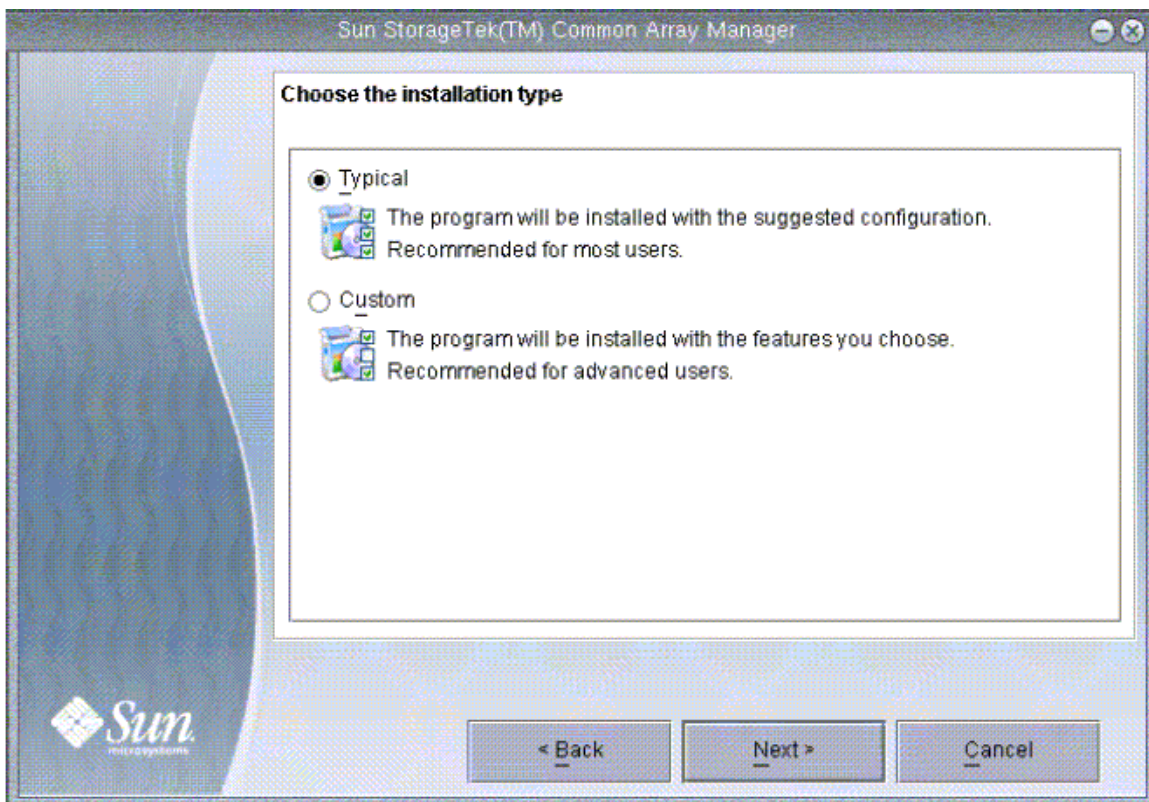 Sun StorageTek(TM) Common Array Manager
Choose the installation type
Typical
The program will be installed with the suggested configuration.
Recommended for most users.
Custom
The program will be installed with the features you choose.
Recommended for advanced users.
Sun
microsystems
< Back
Next >
Cancel